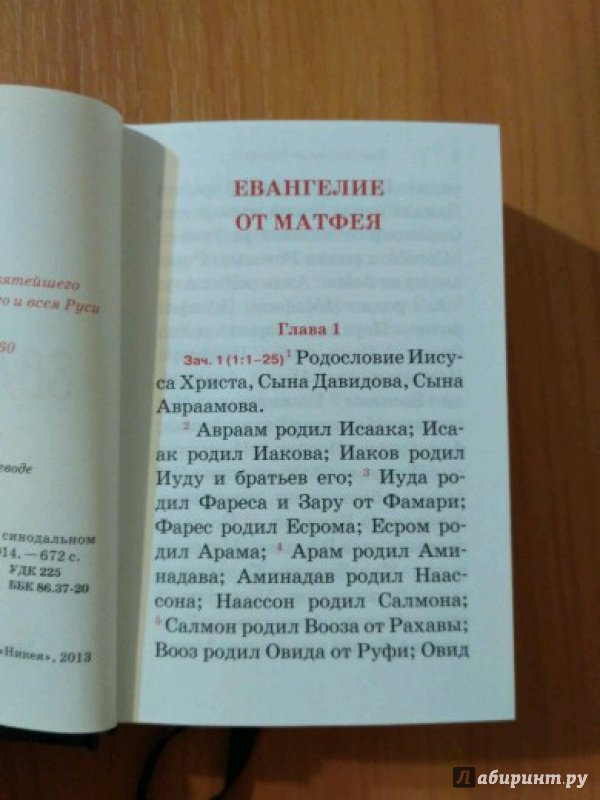 ятейшего
о и всея Руси
60
еводе
синодальном
014. — 672 с.
УДК 225
ББК 86.37-20
«Никея», 2013
ЕВАНГЕЛИЕ
ОТ МАТФЕЯ
Глава 1
Зач. 1 (1:1–25) 1 Родословие Иису-
са Христа, Сына Давидова, Сына
Авраамова.
2 Авраам родил Исаака; Иса-
ак родил Иакова; Иаков родил
Иуду и братьев его; 3 Иуда ро-
дил Фареса и Зару от Фамари;
Фарес родил Есрома; Есром ро-
дил Арама; 4 Арам родил Ами-
надава; Аминадав родил Наас-
сона; Наассон родил Салмона;
5 Салмон родил Вооза от Рахавы;
Вооз родил Овида от Руфи; Овид
Лабиринт.ру